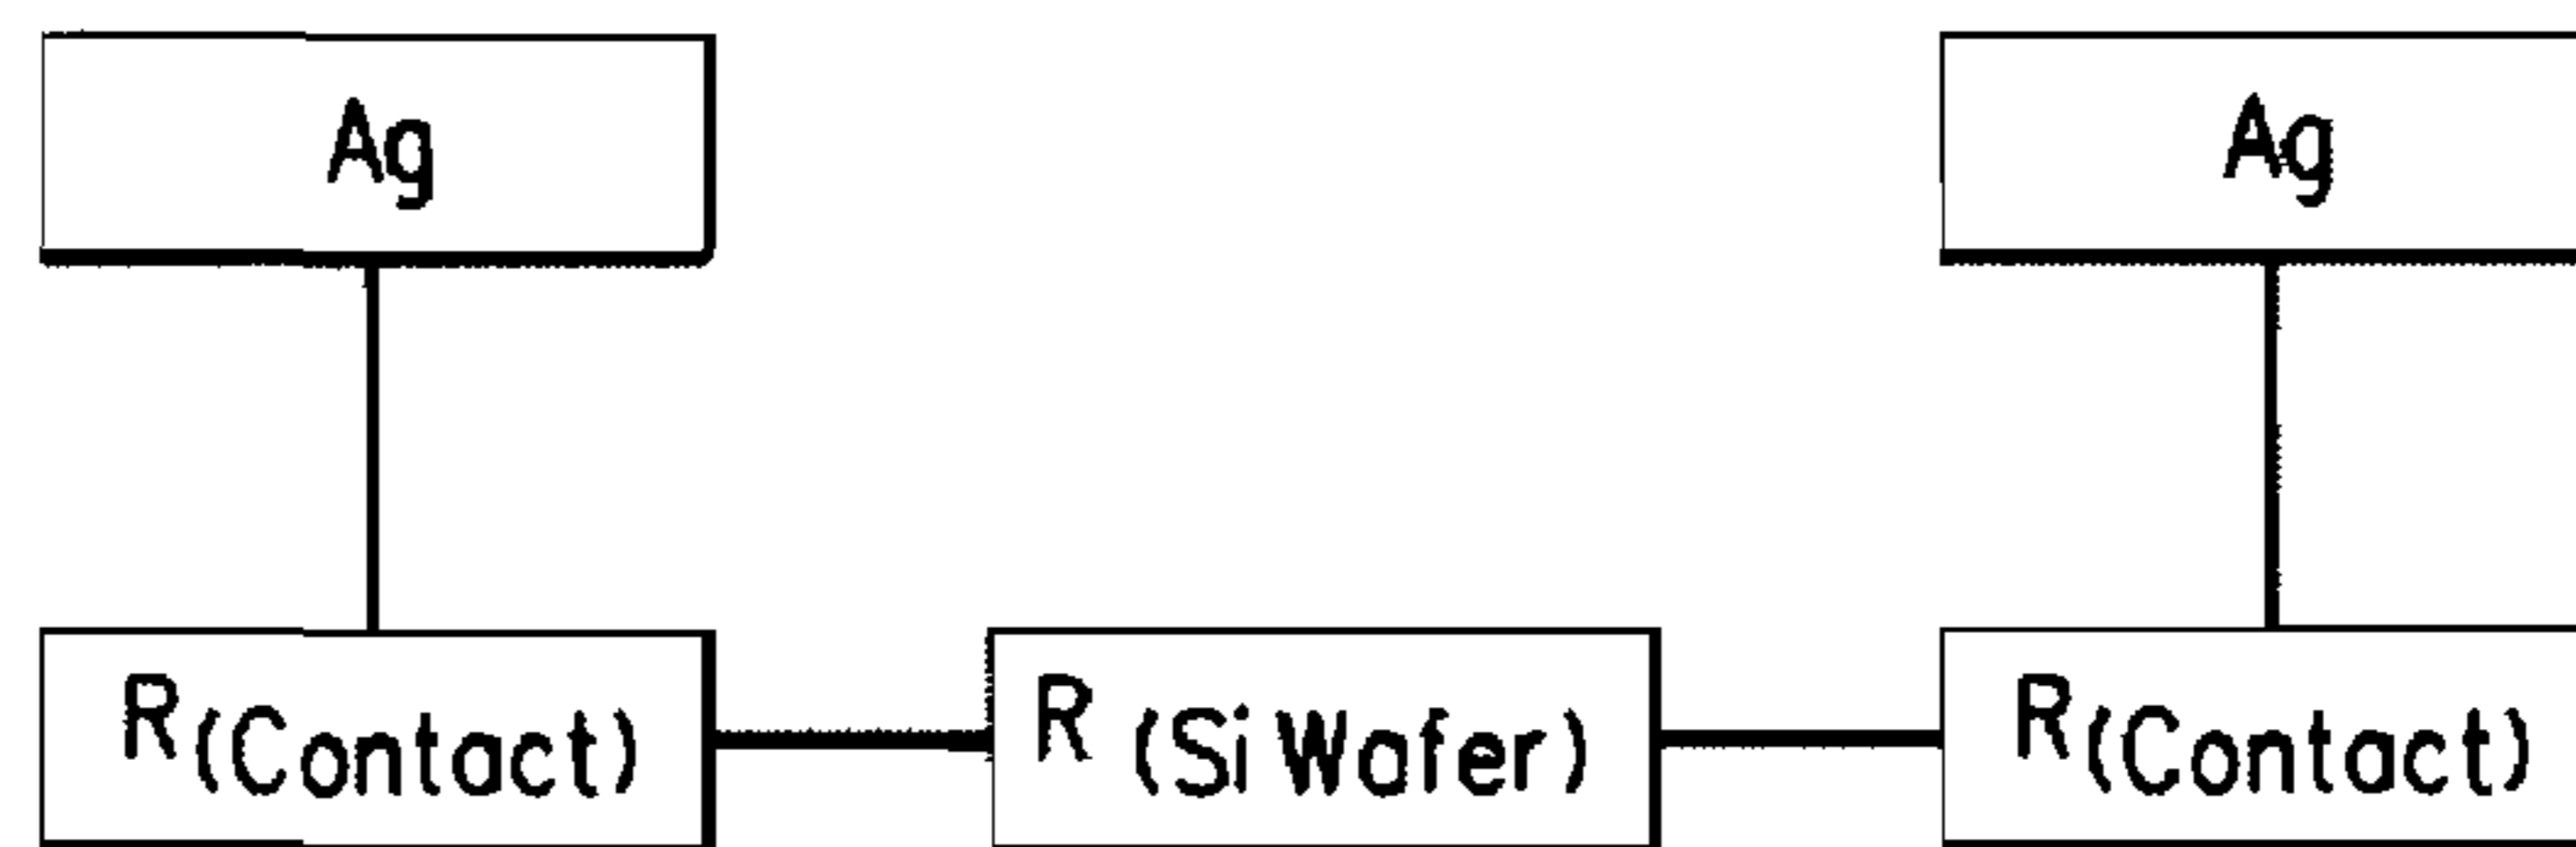 Ag
Ag
R(Contact)
R (Si Wafer)
R(Contact)